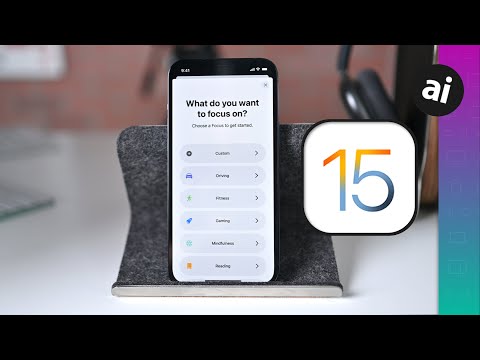 9:41
What do you want
to focus on?
Choose a Focus to get started.
Custom
Driving
Fitness
Gaming
Mindfulness
Reading
15
ai